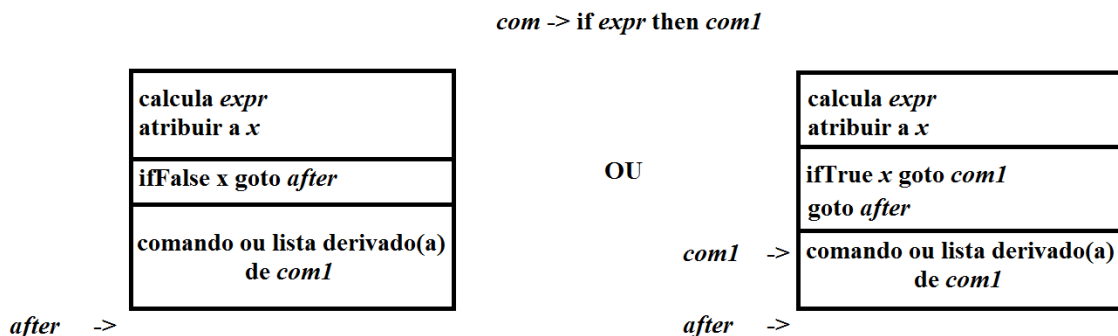 com -> if expr then com1
calcula expr
atribuir a x
ifFalse x goto after
comando ou lista derivado(a)
de com1
after ->
OU
calcula expr
atribuir a x
ifTrue x goto com1
goto after
com1 -> comando ou lista derivado(a)
de com1
after ->